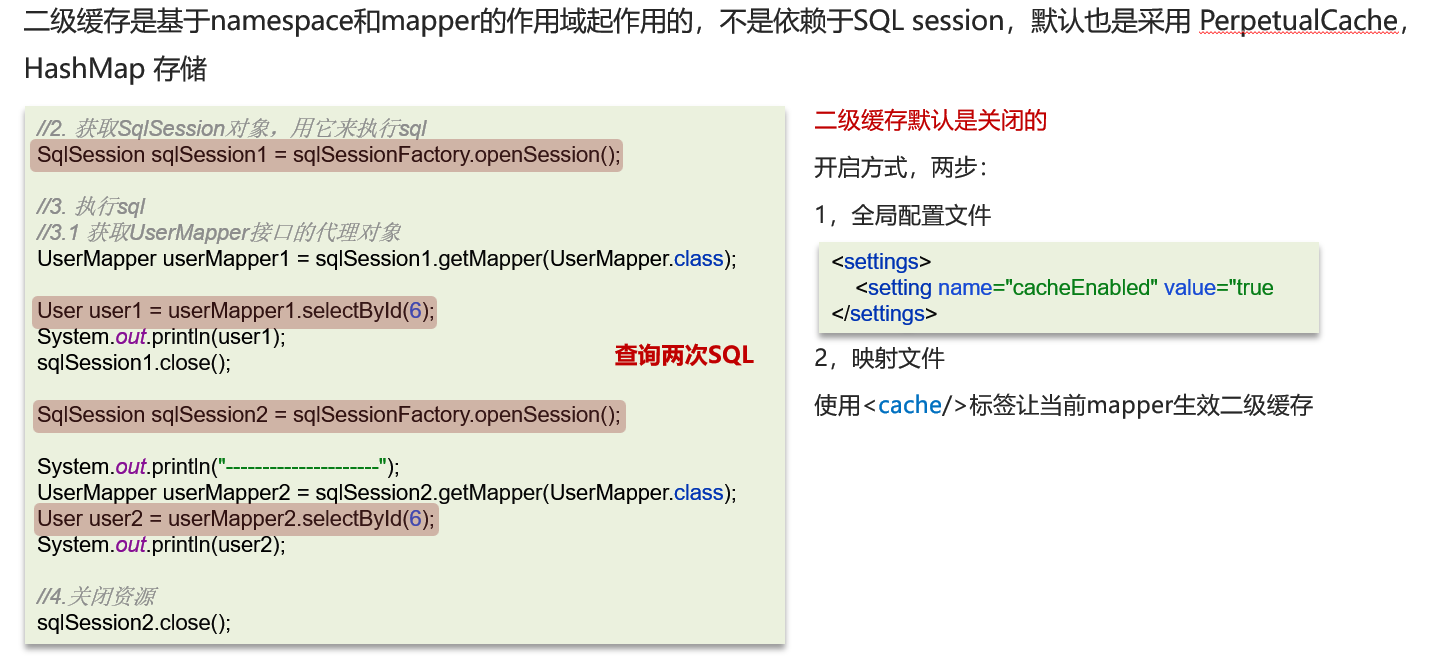 二级缓存是基于namespace和mapper的作用域起作用的，不是依赖于SQL session，默认也是采用 PerpetualCache，
HashMap 存储
//2. 获取SqlSession对象，用它来执行sql
SqlSession sqlSession1 = sqlSessionFactory.openSession();
//3. 执行sql
//3.1 获取UserMapper接口的代理对象
UserMapper userMapper1 = sqlSession1.getMapper(UserMapper.class);
User user1 = userMapper1.selectById(6);
System.out.println(user1);
sqlSession1.close();
查询两次SQL
SqlSession sqlSession2 = sqlSessionFactory.openSession();
System.out.println("---------------------");
UserMapper userMapper2 = sqlSession2.getMapper(UserMapper.class);
User user2 = userMapper2.selectById(6);
System.out.println(user2);
//4.关闭资源
sqlSession2.close();
二级缓存默认是关闭的
开启方式，两步：
1，全局配置文件
<settings>
<setting name="cacheEnabled" value="true
</settings>
2，映射文件
使用<cache/>标签让当前mapper生效二级缓存